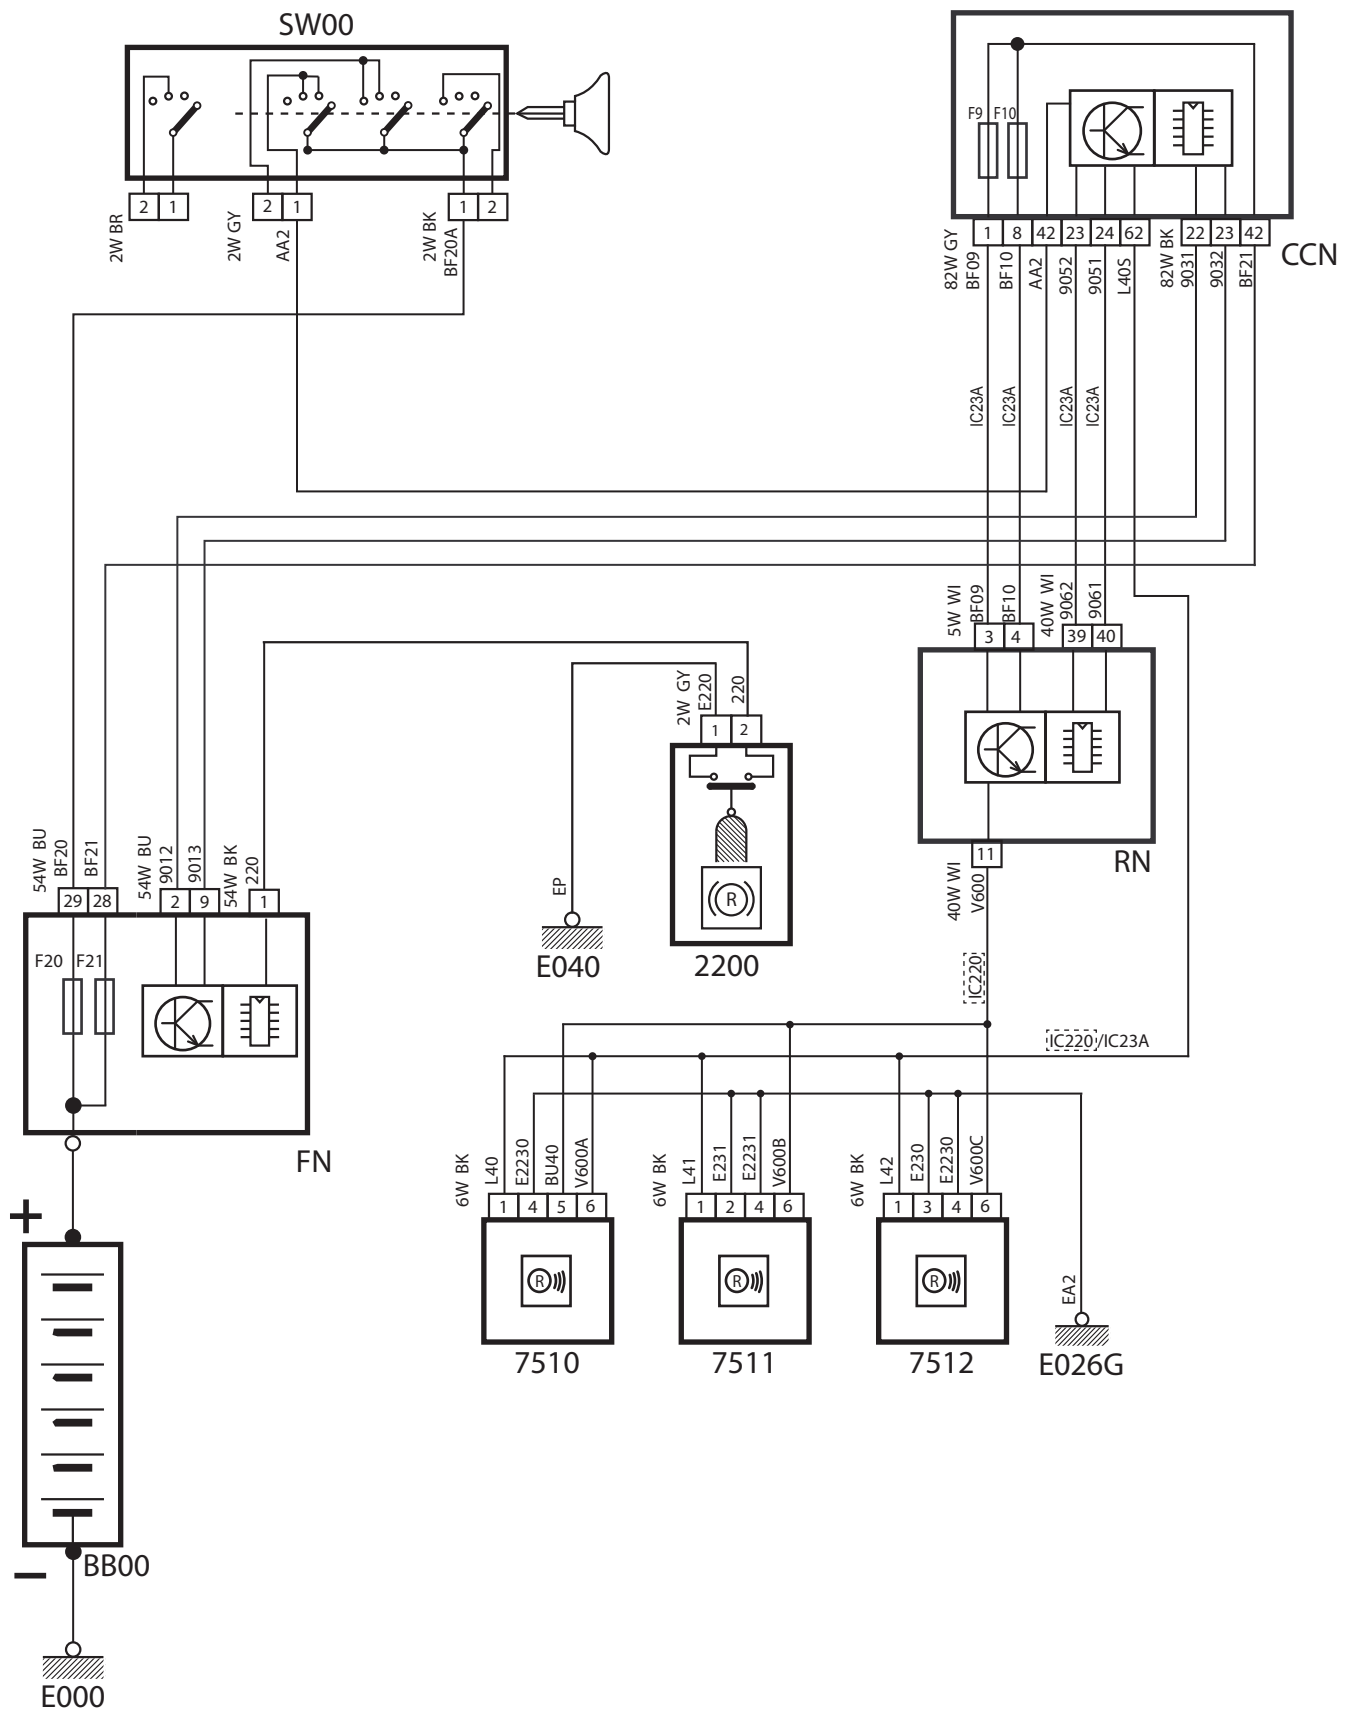 SW00
F9 F10
2 1
2 1
1 2
2W BR
2W GY
AA2
2W BK
BF20A
1 8 42 23 24 62
22 23 42
CCN
82W GY
BF09
BF10
AA2
9052
9051
L40S
82W BK
9031
9032
BF21
IC23A
IC23A
IC23A
IC23A
5W WI
BF09
BF10
40W WI
9062
9061
3 4
39 40
2W GY
E220
220
1 2
R
2200
EP
E040
RN
11
40W WI
V600
IC220
IC220/IC23A
54W BU
BF20
BF21
54W BU
9012
9013
54W BK
220
29 28
2 9
1
F20 F21
FN
6W BK
L40
E2230
BU40
V600A
6W BK
L41
E231
E2231
V600B
6W BK
L42
E230
E2230
V600C
1 4 5 6
1 2 4 6
1 3 4 6
R
R
R
EA2
7510
7511
7512
E026G
+
−
BB00
E000